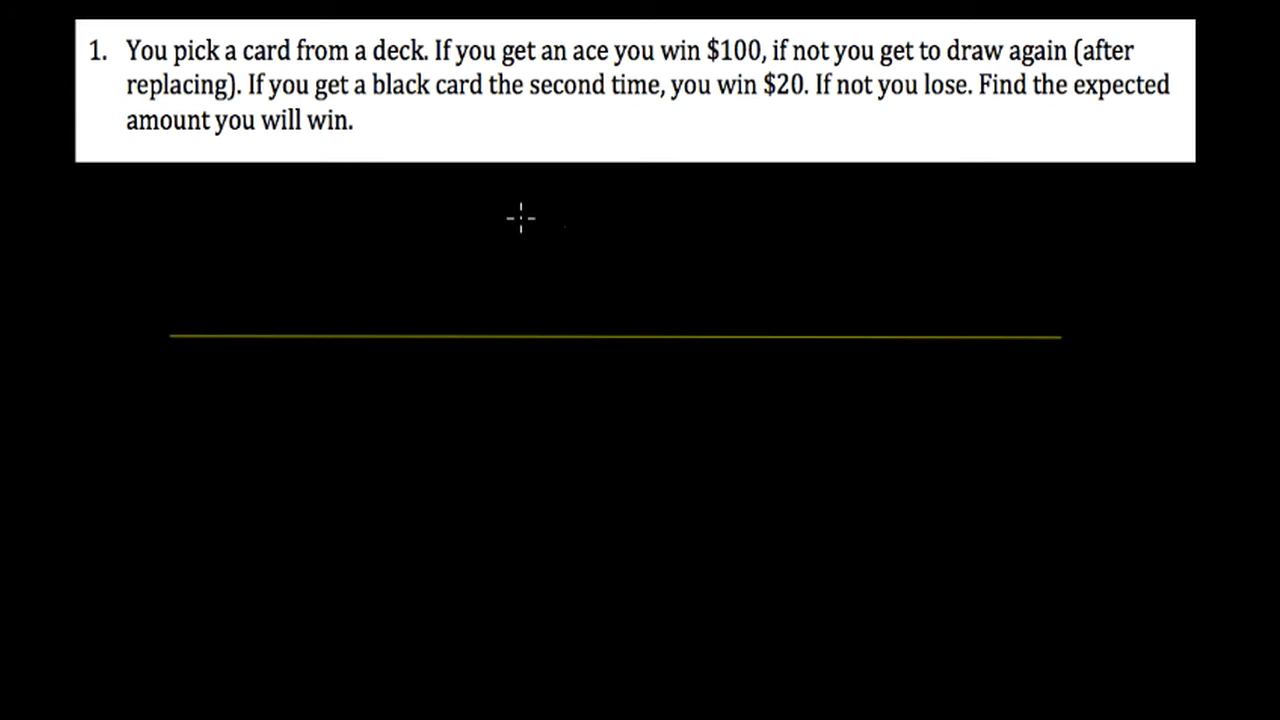 1. You pick a card from a deck. If you get an ace you win $100, if not you get to draw again (after
replacing). If you get a black card the second time, you win $20. If not you lose. Find the expected
amount you will win.